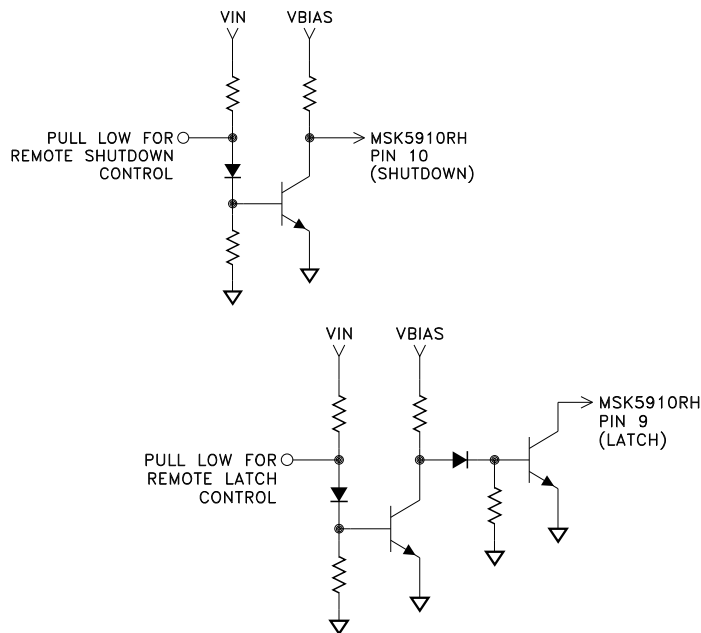 VIN VBIAS
PULL LOW FOR
REMOTE SHUTDOWN
CONTROL
MSK5910RH
PIN 10
(SHUTDOWN)
VIN VBIAS
PULL LOW FOR
REMOTE LATCH
CONTROL
MSK5910RH
PIN 9
(LATCH)